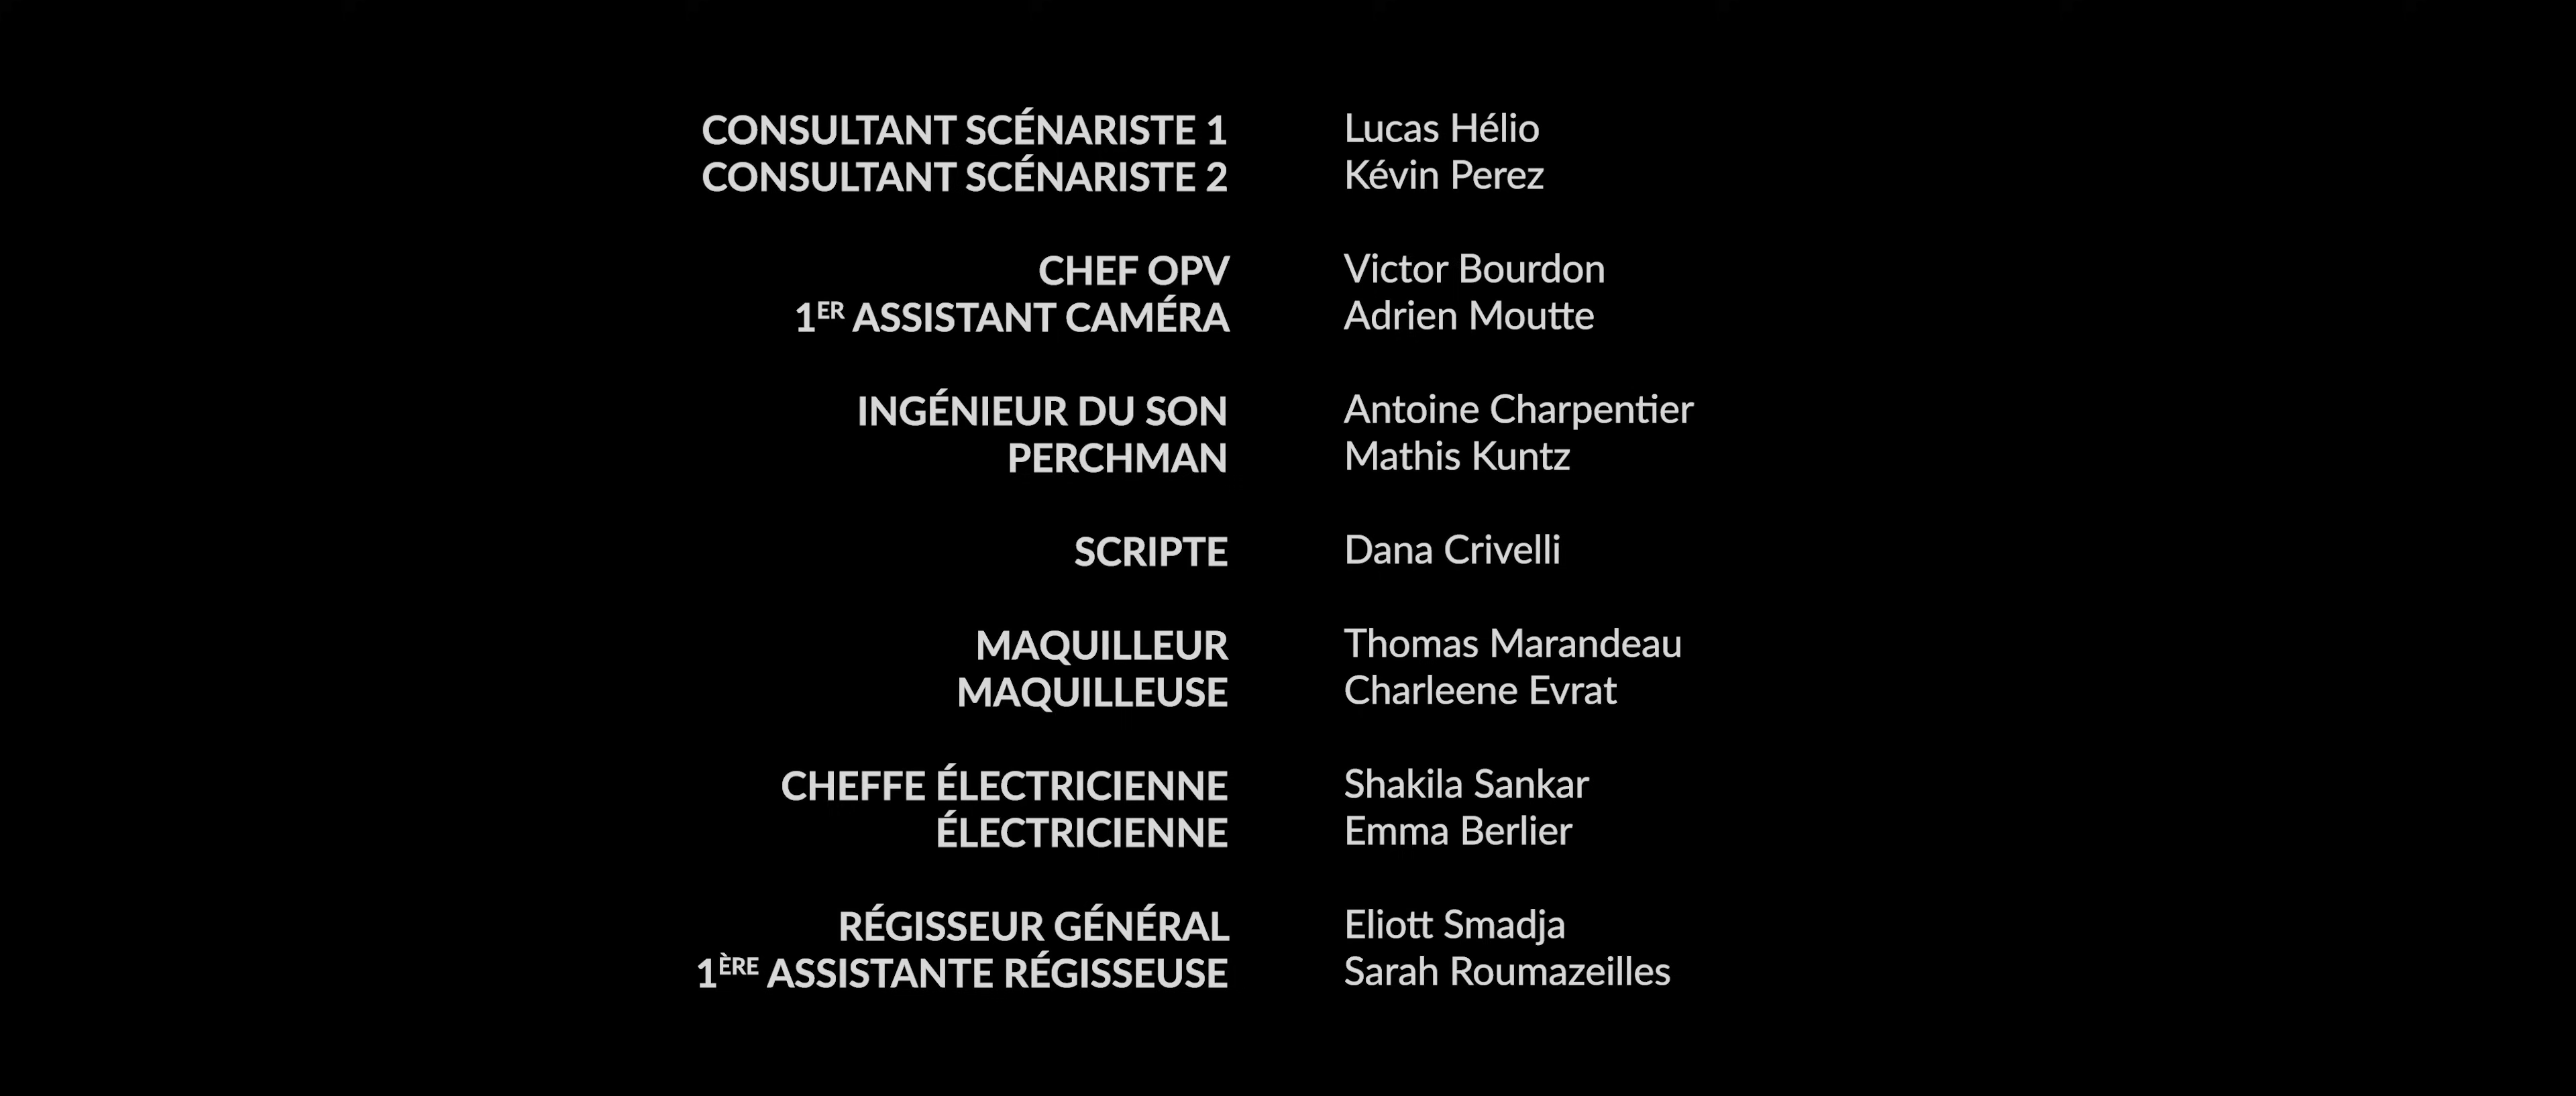 CONSULTANT SCÉNARISTE 1 Lucas Hélio
CONSULTANT SCÉNARISTE 2 Kévin Perez
CHEF OPV Victor Bourdon
1ER ASSISTANT CAMÉRA Adrien Moutte
INGÉNIEUR DU SON Antoine Charpentier
PERCHMAN Mathis Kuntz
SCRIPTE Dana Crivelli
MAQUILLEUR Thomas Marandeau
MAQUILLEUSE Charleene Evrat
CHEFFE ÉLECTRICIENNE Shakila Sankar
ÉLECTRICIENNE Emma Berlier
RÉGISSEUR GÉNÉRAL Eliott Smadja
1ÈRE ASSISTANTE RÉGISSEUSE Sarah Roumazeilles